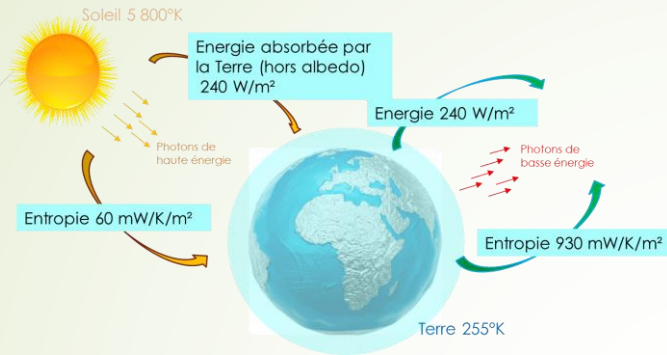 Soleil 5 800°K
Energie absorbée par
la Terre (hors albedo)
240 W/m²
Energie 240 W/m²
Photons de
haute énergie
Photons de
basse énergie
Entropie 60 mW/K/m²
Entropie 930 mW/K/m²
Terre 255°K